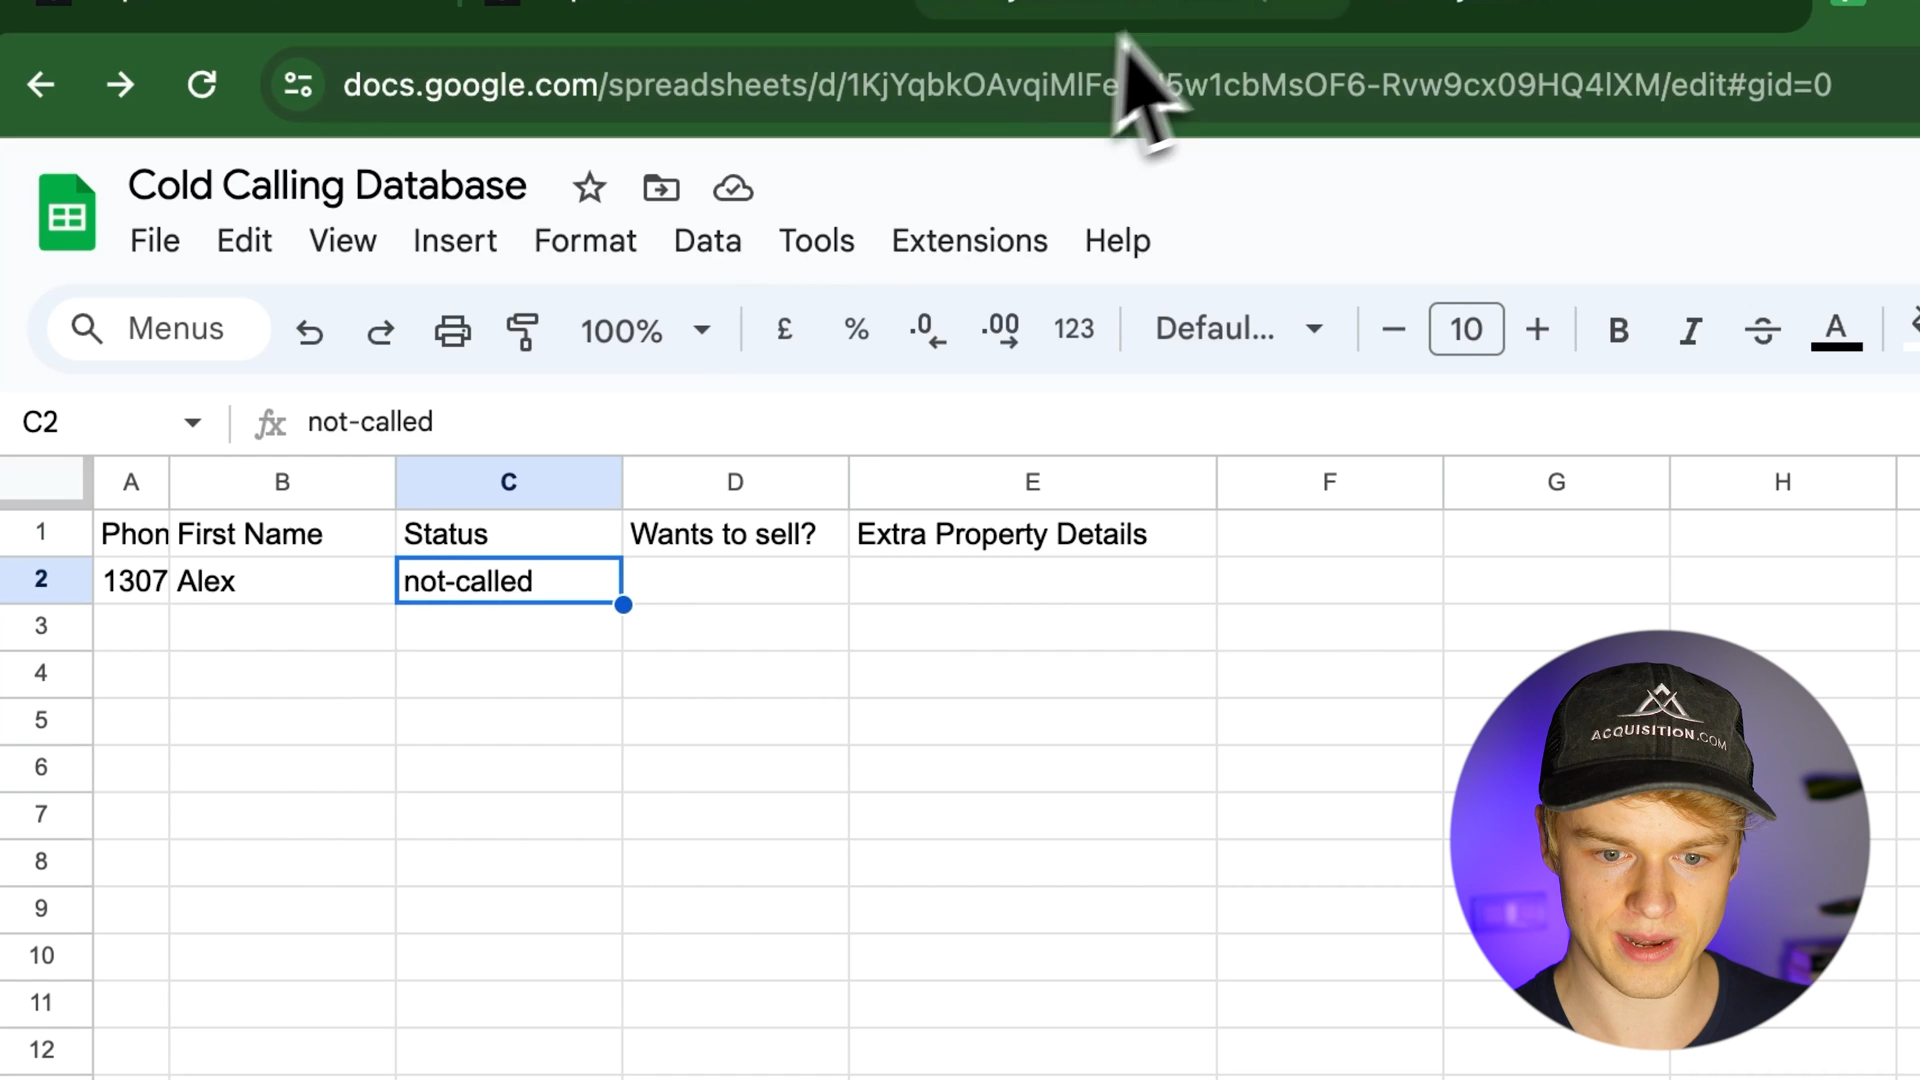 docs.google.com/spreadsheets/d/1KjYqbkOAvqiMlFe 5w1cbMsOF6-Rvw9cx09HQ4lXM/edit#gid=0
Cold Calling Database
File Edit View Insert Format Data Tools Extensions Help
Menus 100% £ % .0 .00 123 Defaul... 10 B I S A
C2 fx not-called
A B C D E F G H
1 Phon First Name Status Wants to sell? Extra Property Details
2 1307 Alex not-called
3
4
5
6
7
8
9
10
11
12
ACQUISITION.COM